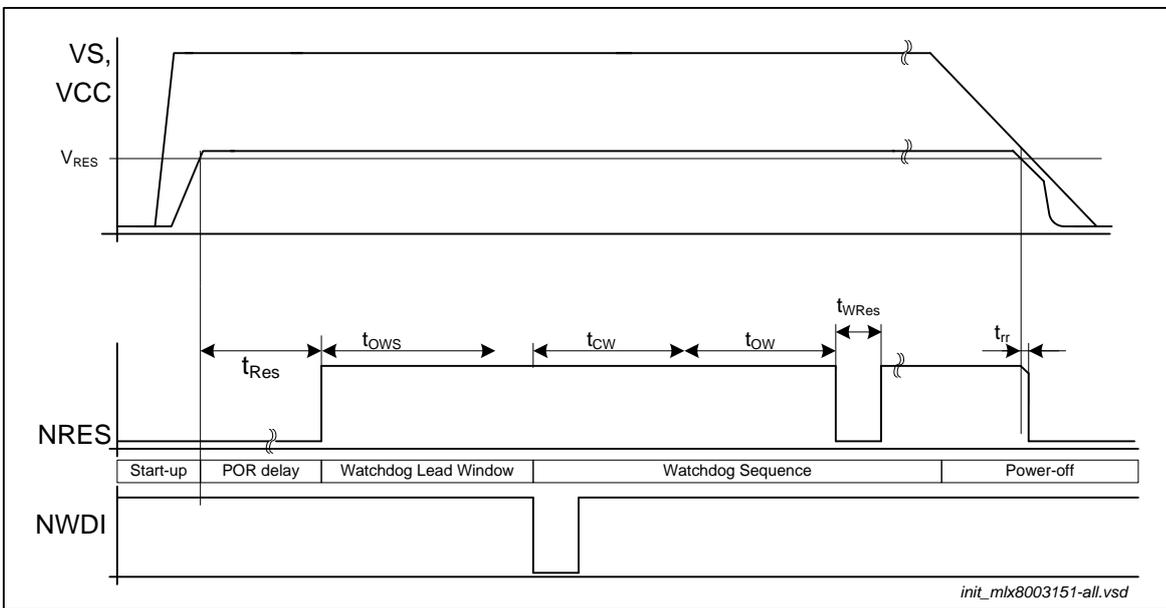 VS,
VCC
VRES
tRes
tOWS
tCW
tOW
tWRes
trr
NRES
Start-up POR delay Watchdog Lead Window Watchdog Sequence Power-off
NWDI
init_mlx8003151-all.vsd